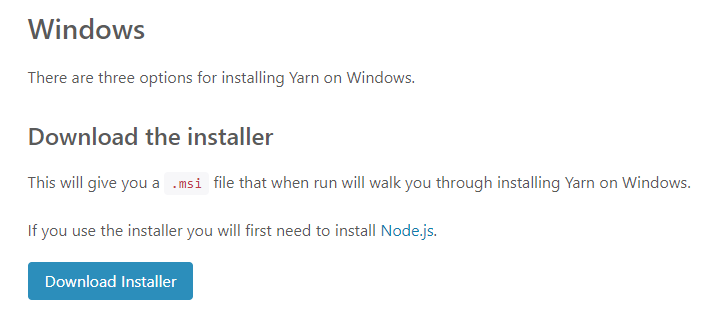 Windows
There are three options for installing Yarn on Windows.
Download the installer
This will give you a .msi file that when run will walk you through installing Yarn on Windows.
If you use the installer you will first need to install Node.js.
Download Installer